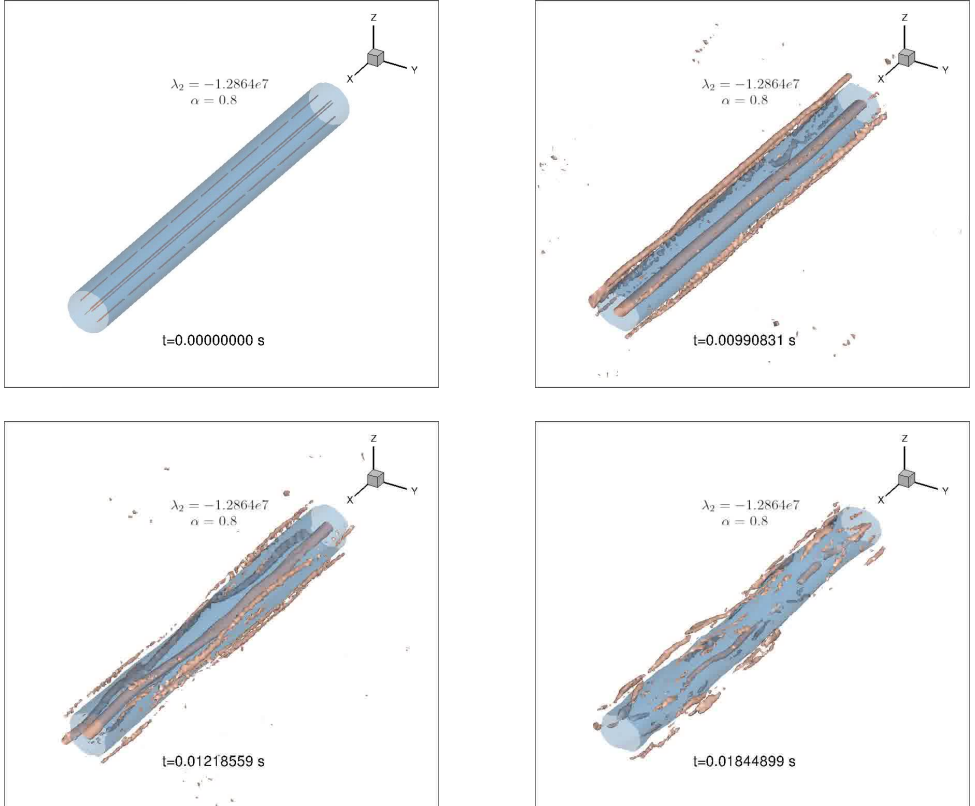 Z
Y
X
λ₂ = −1.2864e7
α = 0.8
t=0.00000000 s
Z
Y
X
λ₂ = −1.2864e7
α = 0.8
t=0.00990831 s
Z
Y
X
λ₂ = −1.2864e7
α = 0.8
t=0.01218559 s
Z
Y
X
λ₂ = −1.2864e7
α = 0.8
t=0.01844899 s